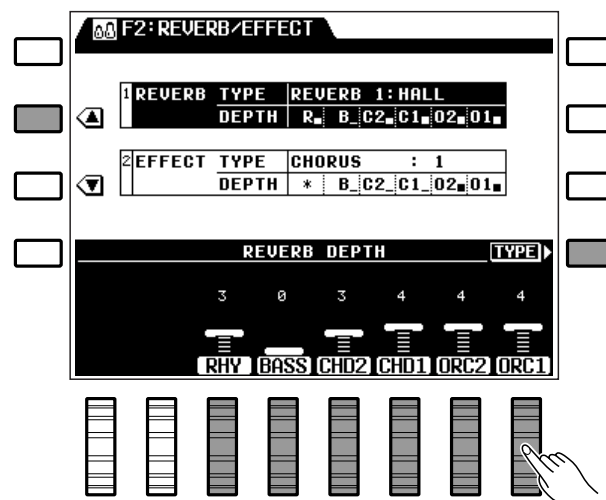 F2:REVERB/EFFECT
1 REVERB TYPE REVERB 1:HALL
DEPTH R B C2 C1 O2 O1
2 EFFECT TYPE CHORUS : 1
DEPTH * B C2 C1 O2 O1
REVERB DEPTH TYPE
3 0 3 4 4 4
RHY BASS CHD2 CHD1 ORC2 ORC1